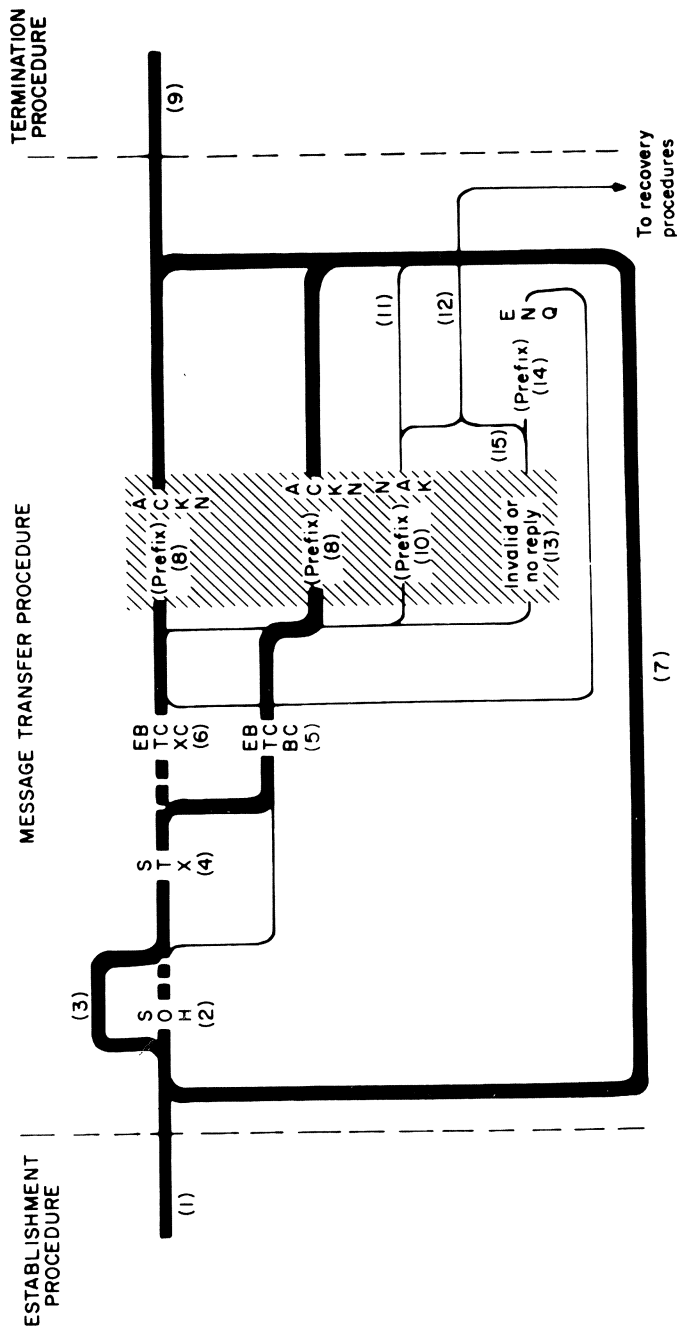 ESTABLISHMENT
PROCEDURE
MESSAGE TRANSFER PROCEDURE
TERMINATION
PROCEDURE
(1)
(3)
S
O
H
(2)
S
T
X
(4)
EB
TC
XC
(6)
EB
TC
BC
(5)
(Prefix)
(8)
A
C
K
N
(Prefix)
(8)
A
C
K
N
(Prefix)
(10)
N
A
K
Invalid or
no reply
(13)
(15)
(11)
(12)
(Prefix)
(14)
E
N
Q
(7)
(9)
To recovery
procedures